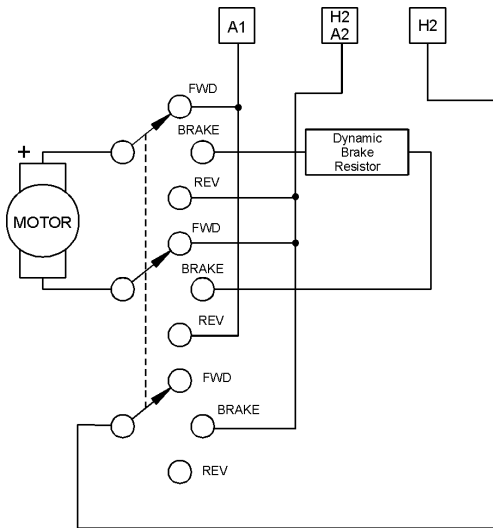 A1
H2
A2
H2
FWD
BRAKE
Dynamic
Brake
Resistor
+
REV
MOTOR
FWD
BRAKE
REV
FWD
BRAKE
REV